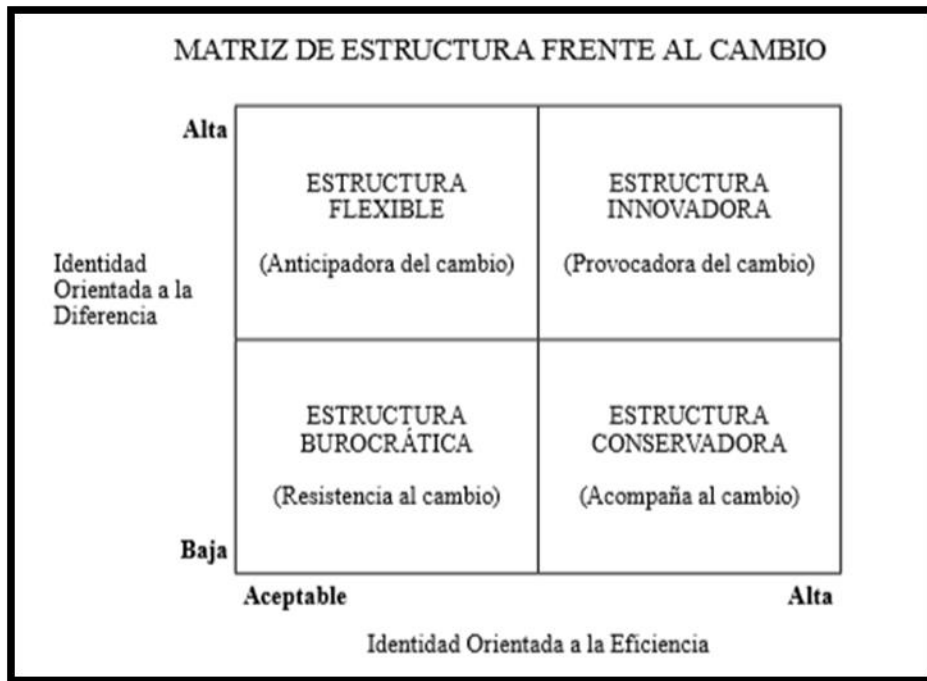 MATRIZ DE ESTRUCTURA FRENTE AL CAMBIO
Alta
ESTRUCTURA
FLEXIBLE
(Anticipadora del cambio)
ESTRUCTURA
INNOVADORA
(Provocadora del cambio)
Identidad
Orientada a la
Diferencia
ESTRUCTURA
BUROCRÁTICA
(Resistencia al cambio)
ESTRUCTURA
CONSERVADORA
(Acompaña al cambio)
Baja
Aceptable
Alta
Identidad Orientada a la Eficiencia